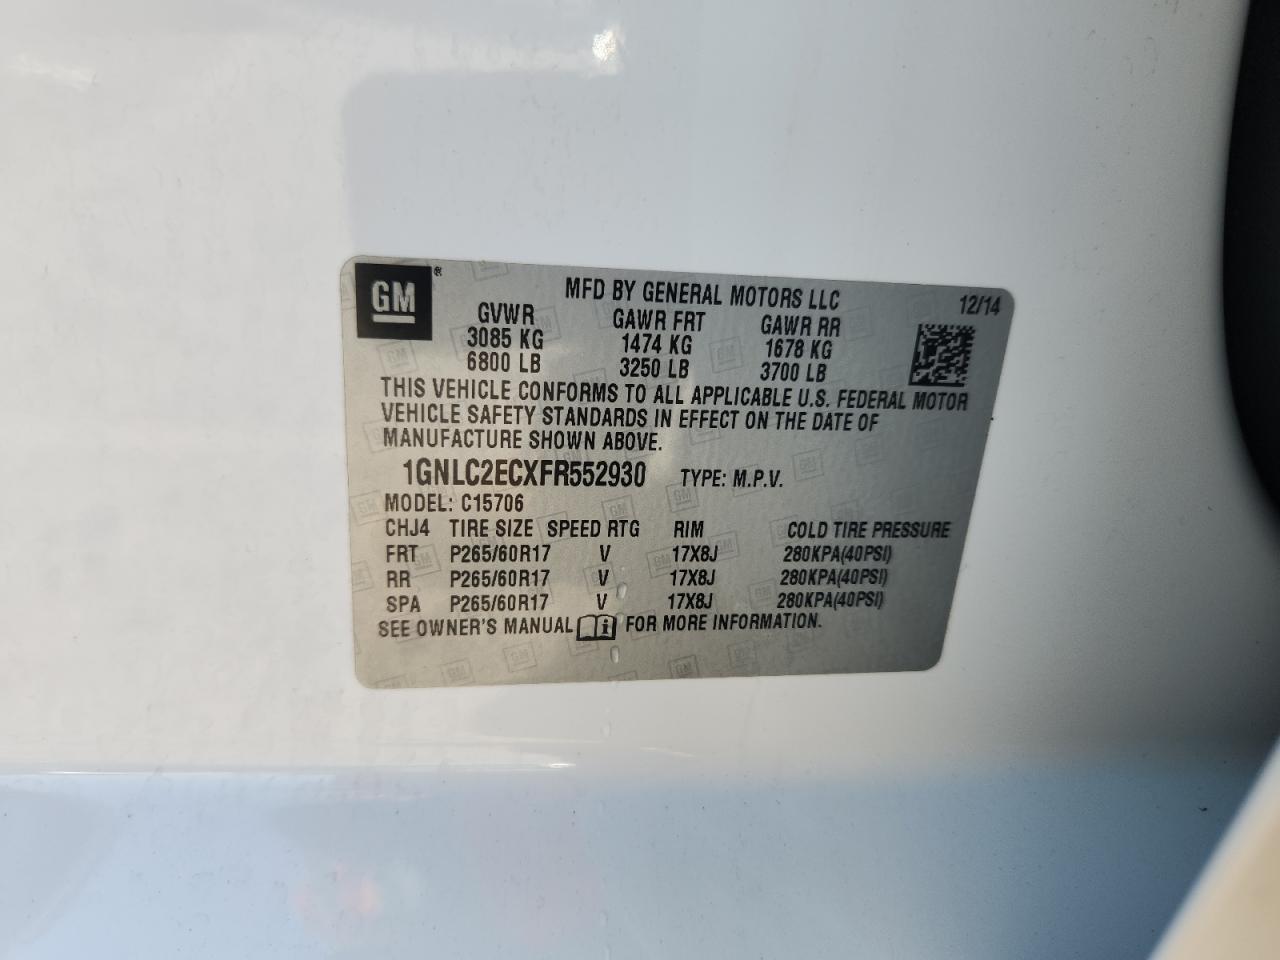 GM ®
MFD BY GENERAL MOTORS LLC 12/14
GVWR GAWR FRT GAWR RR
3085 KG 1474 KG 1678 KG
6800 LB 3250 LB 3700 LB
THIS VEHICLE CONFORMS TO ALL APPLICABLE U.S. FEDERAL MOTOR
VEHICLE SAFETY STANDARDS IN EFFECT ON THE DATE OF
MANUFACTURE SHOWN ABOVE.
1GNLC2ECXFR552930 TYPE: M.P.V.
MODEL: C15706
CHJ4 TIRE SIZE SPEED RTG RIM COLD TIRE PRESSURE
FRT P265/60R17 V 17X8J 280KPA(40PSI)
RR P265/60R17 V 17X8J 280KPA(40PSI)
SPA P265/60R17 V 17X8J 280KPA(40PSI)
SEE OWNER'S MANUAL i FOR MORE INFORMATION.